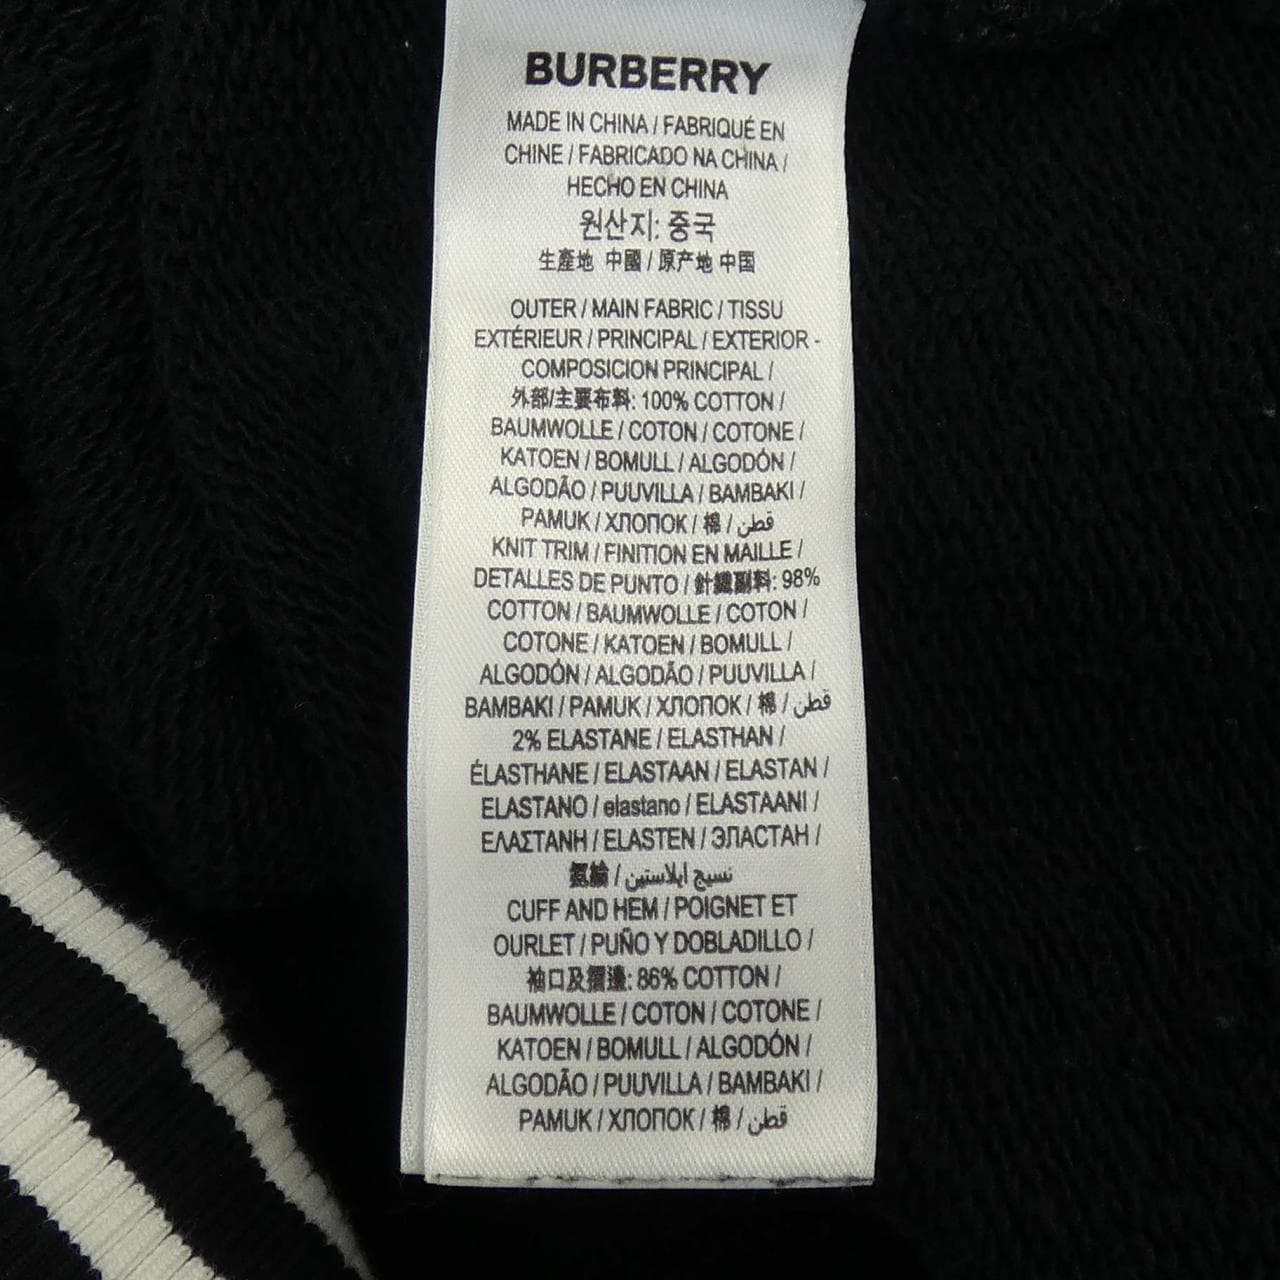 BURBERRY
MADE IN CHINA / FABRIQUÉ EN
CHINE / FABRICADO NA CHINA /
HECHO EN CHINA
원산지: 중국
生產地 中國 / 原产地 中国
OUTER / MAIN FABRIC / TISSU
EXTÉRIEUR / PRINCIPAL / EXTERIOR -
COMPOSICION PRINCIPAL /
外部/主要布料: 100% COTTON /
BAUMWOLLE / COTON / COTONE /
KATOEN / BOMULL / ALGODÓN /
ALGODÃO / PUUVILLA / BAMBAKI /
PAMUK / ХЛОПОК / 棉 / قطن
KNIT TRIM / FINITION EN MAILLE /
DETALLES DE PUNTO / 針織副料: 98%
COTTON / BAUMWOLLE / COTON /
COTONE / KATOEN / BOMULL /
ALGODÓN / ALGODÃO / PUUVILLA /
BAMBAKI / PAMUK / ХЛОПОК / 棉 / قطن
2% ELASTANE / ELASTHAN /
ÉLASTHANE / ELASTAAN / ELASTAN /
ELASTANO / elastano / ELASTAANI /
ΕΛΑΣΤΑΝΗ / ELASTEN / ЭЛАСТАН /
氨綸 / نسيج ايلاستين
CUFF AND HEM / POIGNET ET
OURLET / PUÑO Y DOBLADILLO /
袖口及摺邊: 86% COTTON /
BAUMWOLLE / COTON / COTONE /
KATOEN / BOMULL / ALGODÓN /
ALGODÃO / PUUVILLA / BAMBAKI /
PAMUK / ХЛОПОК / 棉 / قطن